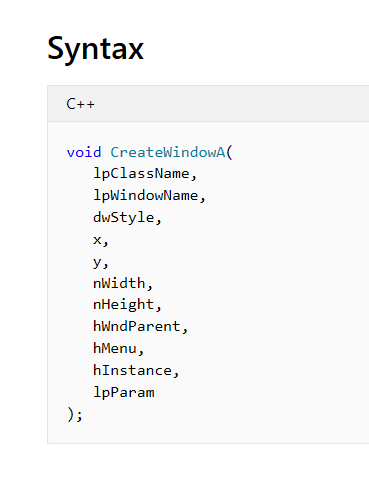 Syntax
C++
void CreateWindowA(
lpClassName,
lpWindowName,
dwStyle,
x,
y,
nWidth,
nHeight,
hWndParent,
hMenu,
hInstance,
lpParam
);